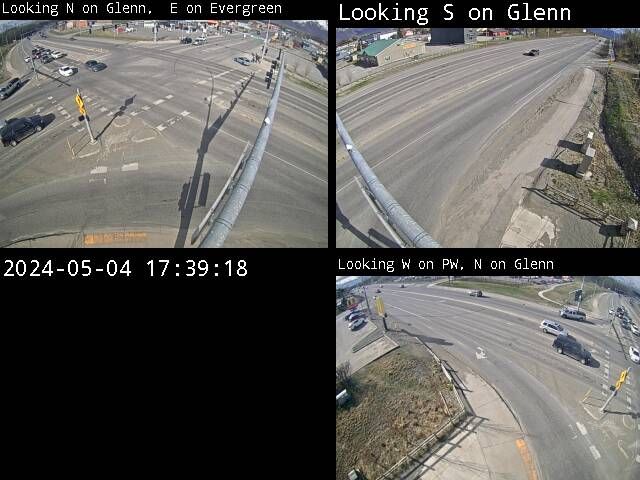 Looking N on Glenn,  E on Evergreen
Looking S on Glenn
2024-05-04 17:39:18
Looking W on PW, N on Glenn